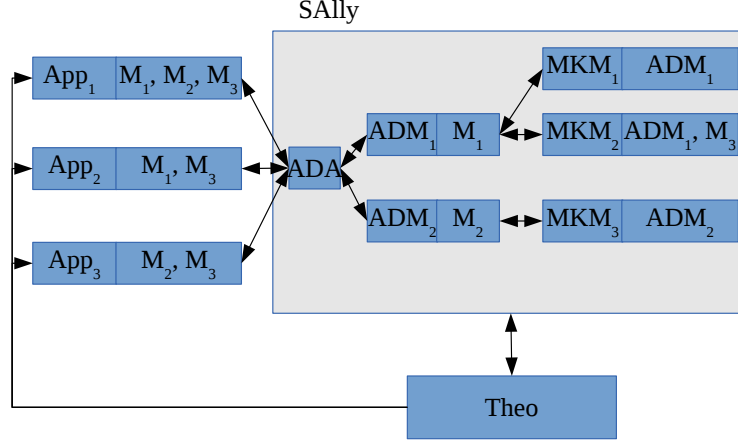 SAlly
App₁ M₁, M₂, M₃
MKM₁ ADM₁
ADM₁ M₁
MKM₂ ADM₁, M₃
App₂ M₁, M₃
ADA
ADM₂ M₂
MKM₃ ADM₂
App₃ M₂, M₃
Theo